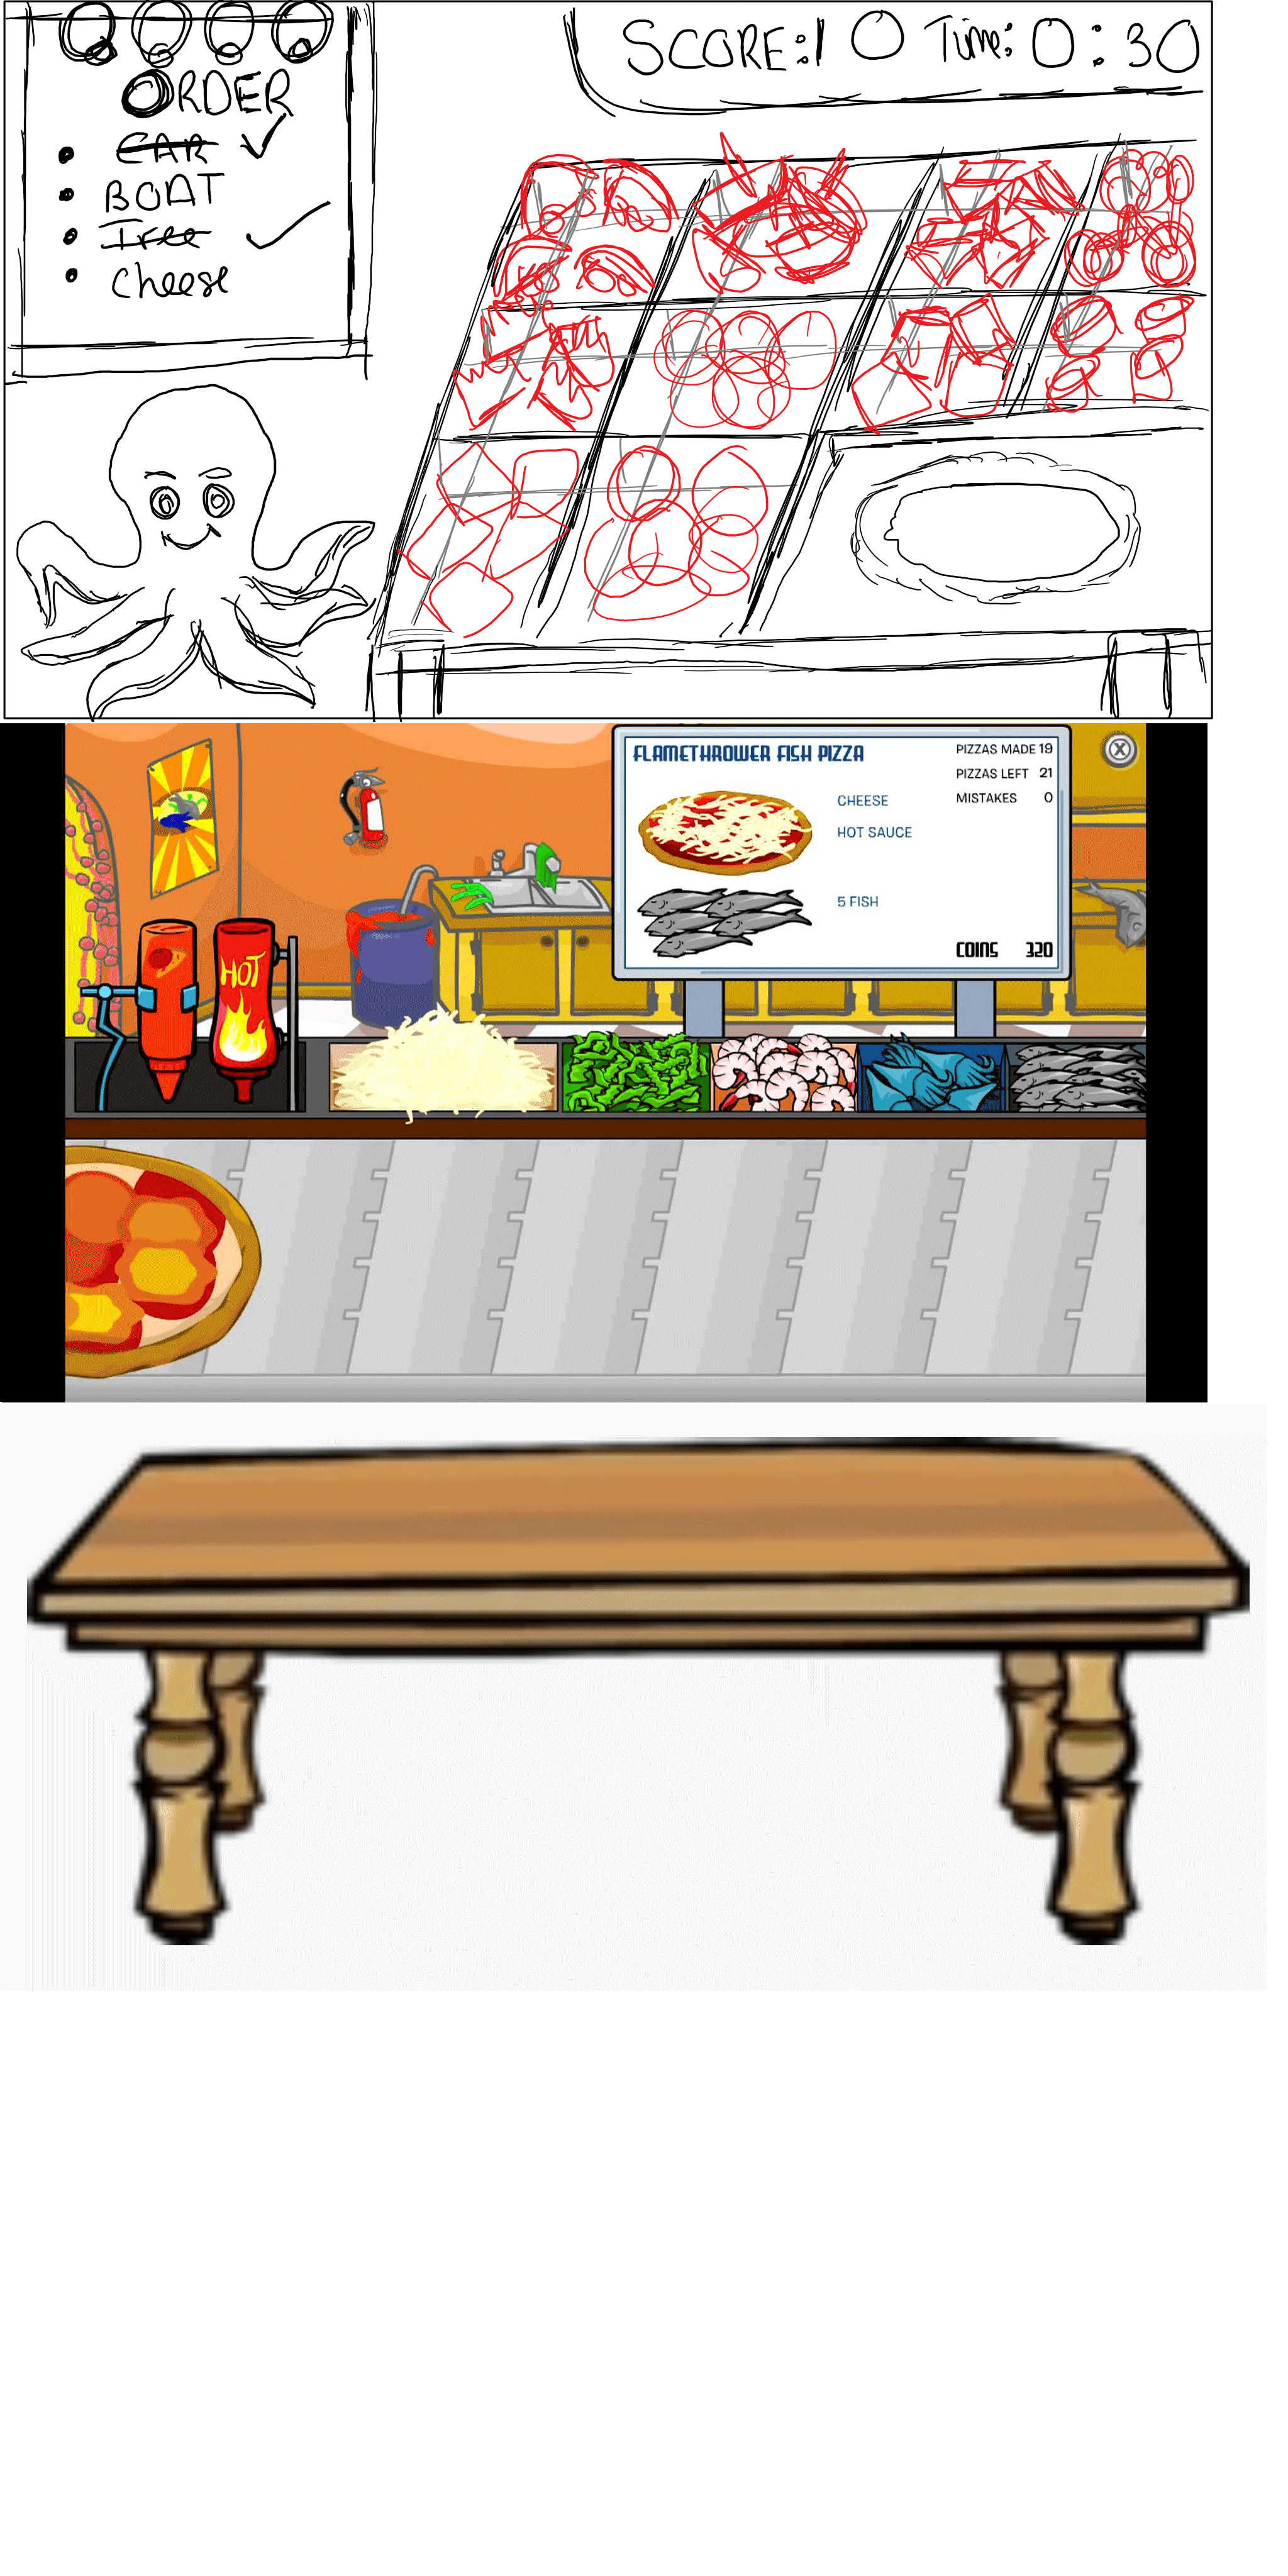 SCORE: 10 Time: 0:30
ORDER
• CAR ✓
• BOAT
• Tree ✓
• cheese
FLAMETHROWER FISH PIZZA
PIZZAS MADE 19
PIZZAS LEFT 21
MISTAKES 0
CHEESE
HOT SAUCE
5 FISH
COINS 320
HOT
X